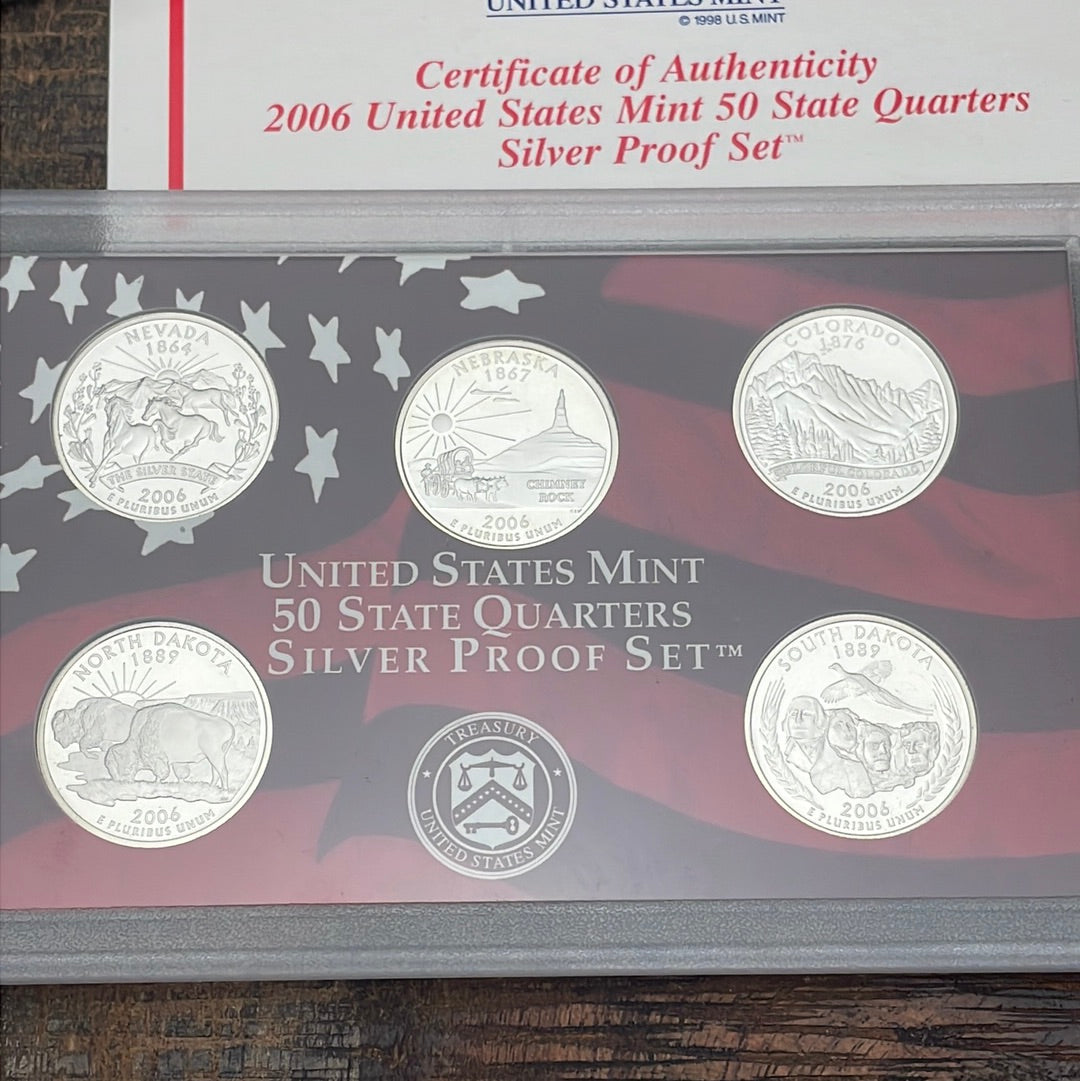 UNITED STATES MINT
© 1998 U.S. MINT
Certificate of Authenticity
2006 United States Mint 50 State Quarters
Silver Proof Set™
NEVADA
1864
THE SILVER STATE
2006
E PLURIBUS UNUM
NEBRASKA
1867
CHIMNEY
ROCK
2006
E PLURIBUS UNUM
COLORADO
1876
COLORFUL COLORADO
2006
E PLURIBUS UNUM
UNITED STATES MINT
50 STATE QUARTERS
SILVER PROOF SET™
NORTH DAKOTA
1889
2006
E PLURIBUS UNUM
TREASURY
UNITED STATES MINT
SOUTH DAKOTA
1889
2006
E PLURIBUS UNUM